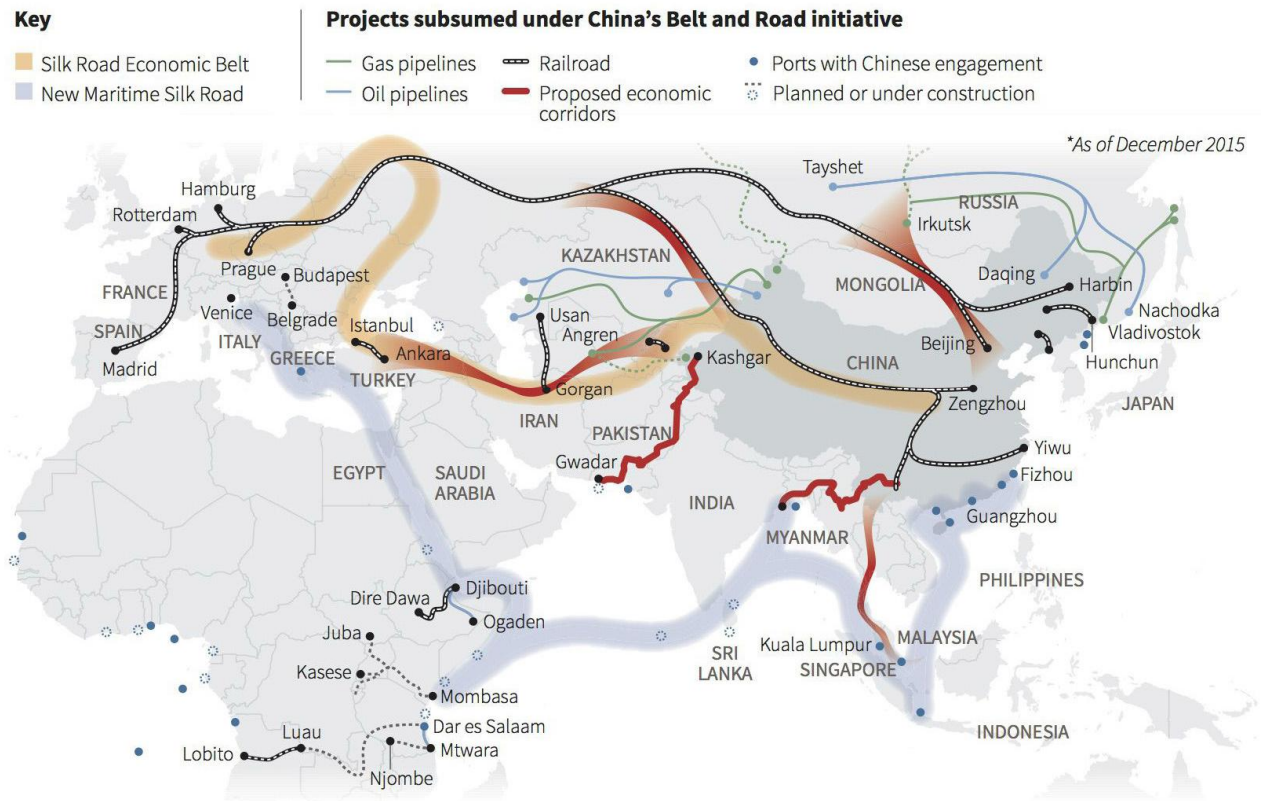 Key
Silk Road Economic Belt
New Maritime Silk Road
Projects subsumed under China's Belt and Road initiative
Gas pipelines
Oil pipelines
Railroad
Proposed economic
corridors
Ports with Chinese engagement
Planned or under construction
*As of December 2015
Tayshet
Hamburg
Rotterdam
RUSSIA
Irkutsk
KAZAKHSTAN
Prague
Budapest
MONGOLIA
Daqing
Harbin
FRANCE
Venice
Belgrade
Usan
Angren
Nachodka
Vladivostok
SPAIN
ITALY
Istanbul
Ankara
GREECE
TURKEY
Madrid
Kashgar
CHINA
Beijing
Hunchun
Gorgan
Zengzhou
JAPAN
IRAN
PAKISTAN
Gwadar
Yiwu
Fizhou
EGYPT
SAUDI
ARABIA
INDIA
Guangzhou
MYANMAR
PHILIPPINES
Dire Dawa
Djibouti
Ogaden
Juba
Kasese
Mombasa
SRI
LANKA
Kuala Lumpur
MALAYSIA
SINGAPORE
INDONESIA
Dar es Salaam
Mtwara
Luau
Lobito
Njombe